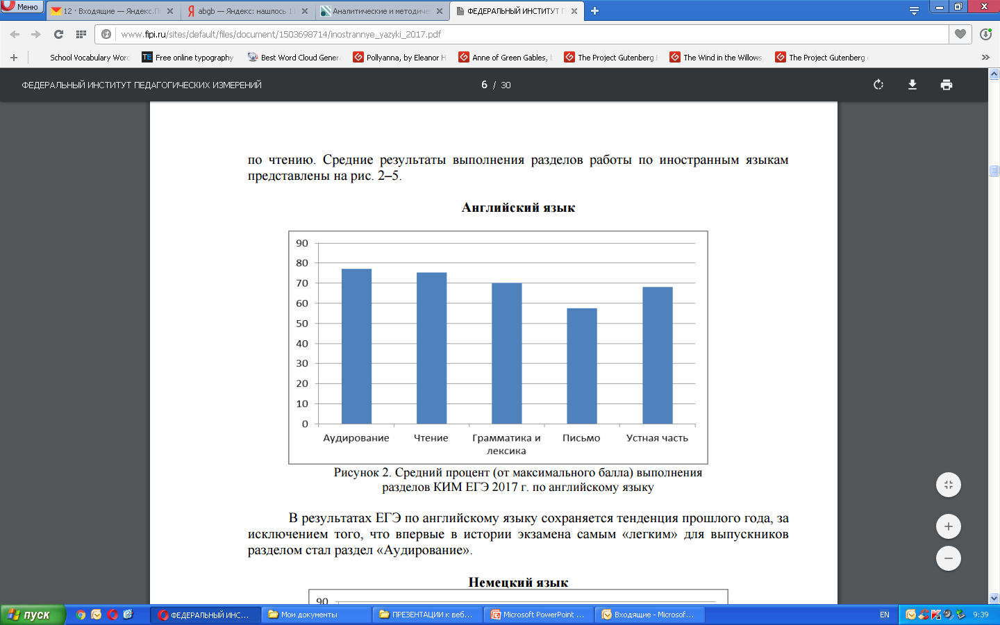 Меню
12 · Входящие — Яндекс.П
abgb — Яндекс: нашлось 1
Аналитические и методиче
ФЕДЕРАЛЬНЫЙ ИНСТИТУТ П
www.fipi.ru/sites/default/files/document/1503698714/inostrannye_yazyki_2017.pdf
School Vocabulary Word
Free online typography
Best Word Cloud Gener
Pollyanna, by Eleanor H
Anne of Green Gables, b
The Project Gutenberg E
The Wind in the Willows
The Project Gutenberg e
ФЕДЕРАЛЬНЫЙ ИНСТИТУТ ПЕДАГОГИЧЕСКИХ ИЗМЕРЕНИЙ
6 / 30
по чтению. Средние результаты выполнения разделов работы по иностранным языкам
представлены на рис. 2–5.
Английский язык
90
80
70
60
50
40
30
20
10
0
Аудирование
Чтение
Грамматика и
лексика
Письмо
Устная часть
Рисунок 2. Средний процент (от максимального балла) выполнения
разделов КИМ ЕГЭ 2017 г. по английскому языку
В результатах ЕГЭ по английскому языку сохраняется тенденция прошлого года, за
исключением того, что впервые в истории экзамена самым «легким» для выпускников
разделом стал раздел «Аудирование».
Немецкий язык
90
пуск
ФЕДЕРАЛЬНЫЙ ИНС...
Мои документы
ПРЕЗЕНТАЦИИ к веб...
Microsoft PowerPoint ...
Входящие - Microsof...
EN
9:39